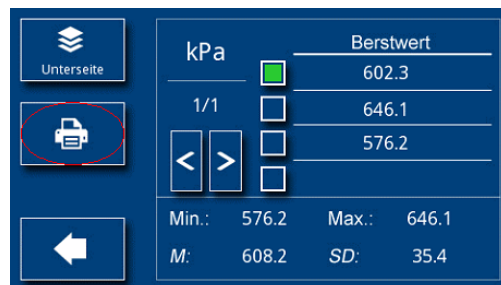 Unterseite
kPa
Berstwert
602.3
1/1
646.1
576.2
< >
Min.: 576.2 Max.: 646.1
M: 608.2 SD: 35.4